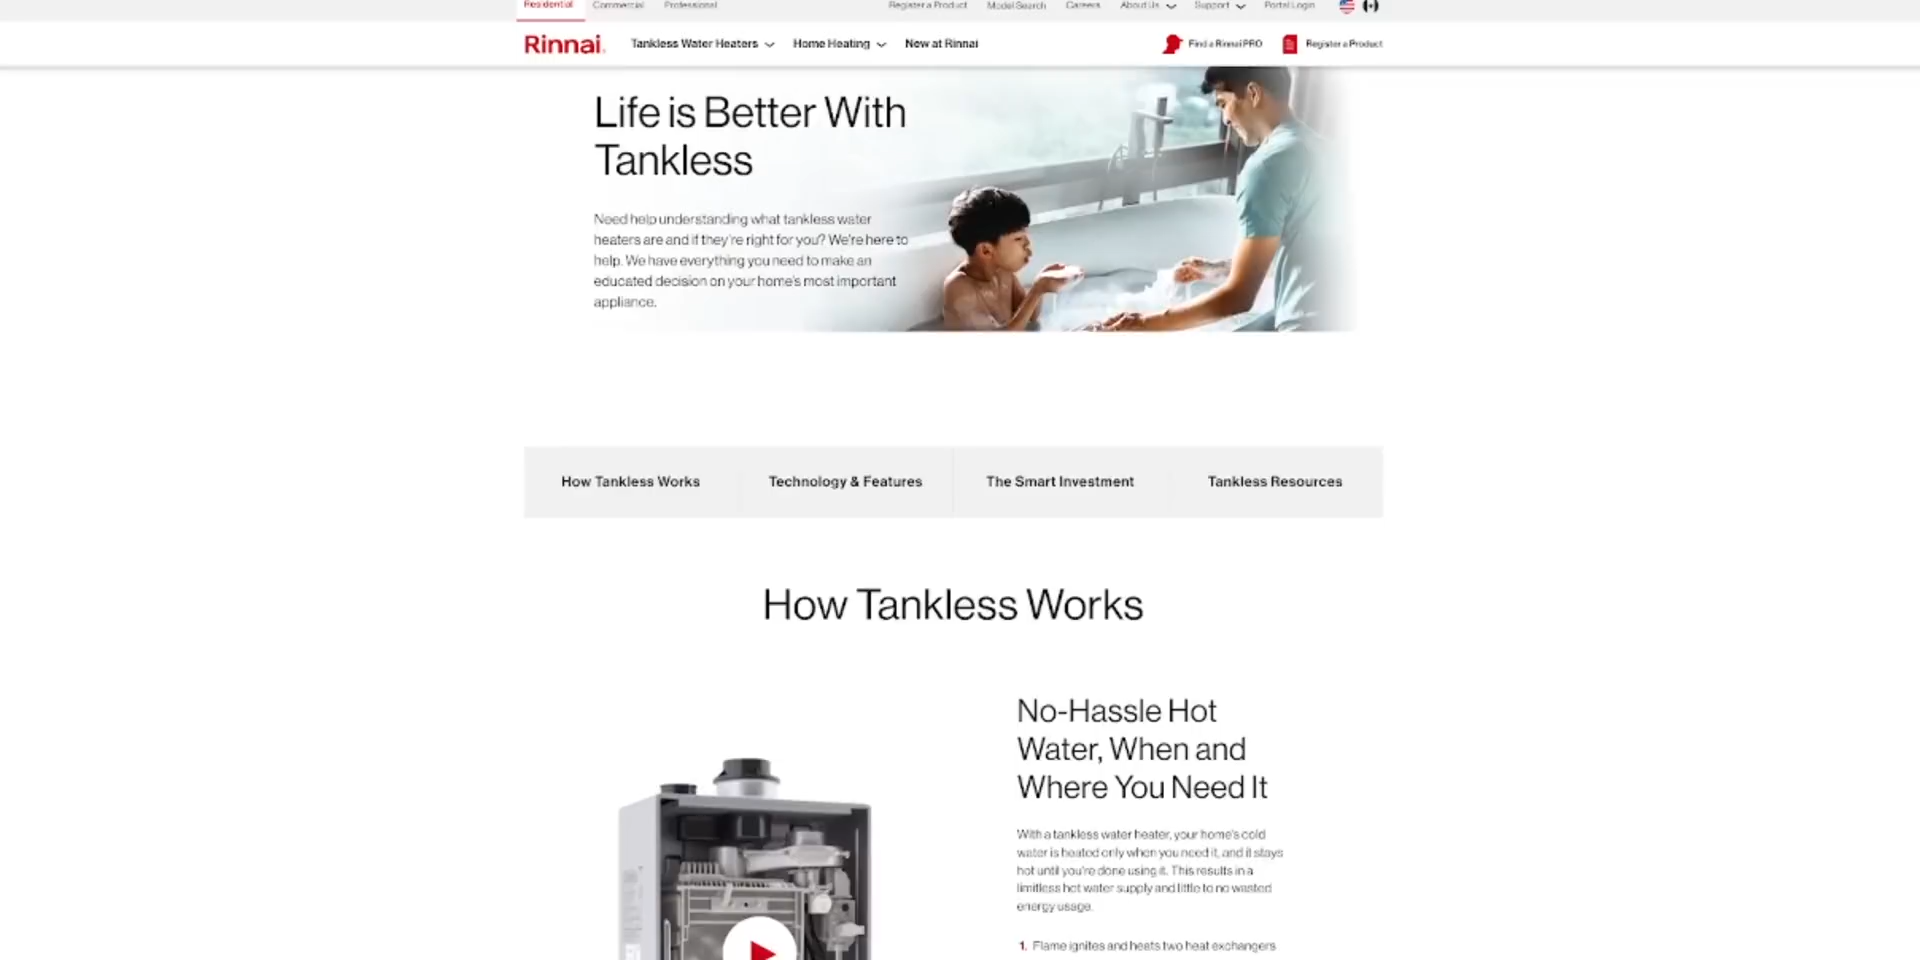 Residential Commercial Professional Register a Product Model Search Careers About Us Support Portal Login
Rinnai Tankless Water Heaters Home Heating New at Rinnai Find a Rinnai PRO Register a Product
Life is Better With
Tankless
Need help understanding what tankless water
heaters are and if they're right for you? We're here to
help. We have everything you need to make an
educated decision on your home's most important
appliance.
How Tankless Works Technology & Features The Smart Investment Tankless Resources
How Tankless Works
No-Hassle Hot
Water, When and
Where You Need It
With a tankless water heater, your home's cold
water is heated only when you need it, and it stays
hot until you're done using it. This results in a
limitless hot water supply and little to no wasted
energy usage.
1. Flame ignites and heats two heat exchangers